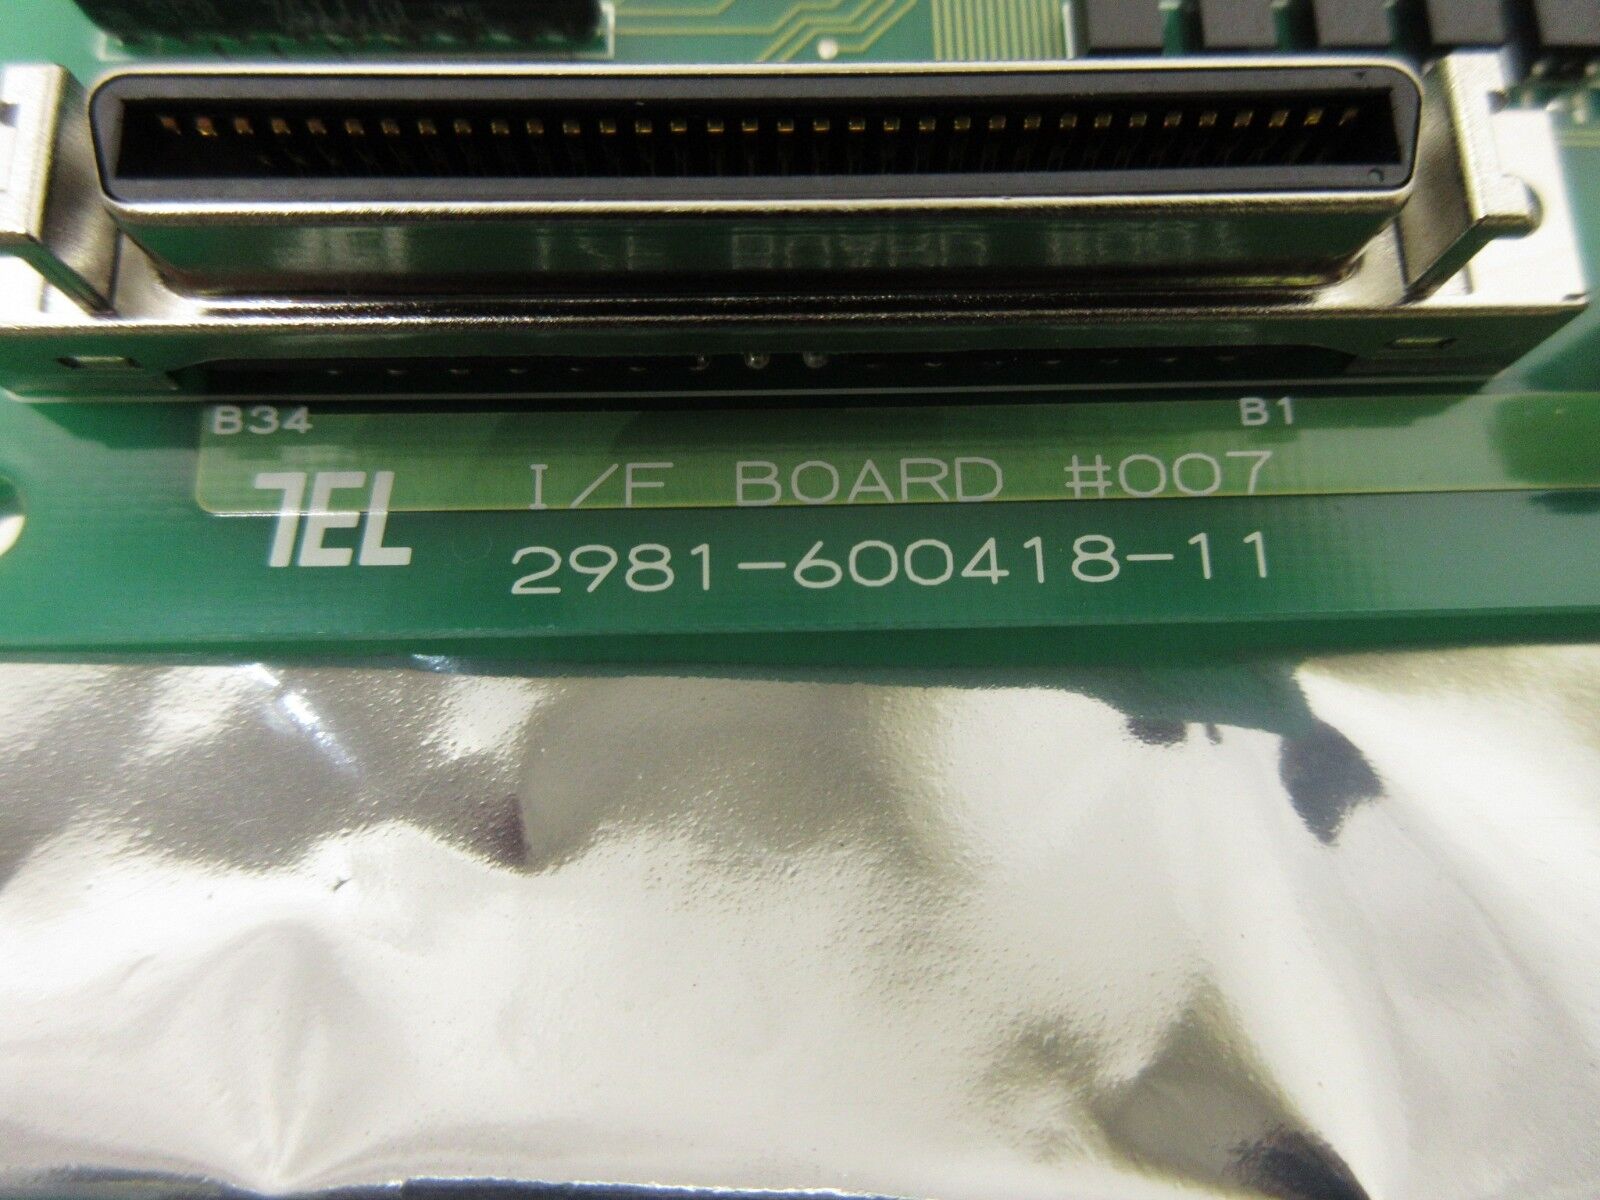 B34 B1
TEL I/F BOARD #007
2981-600418-11